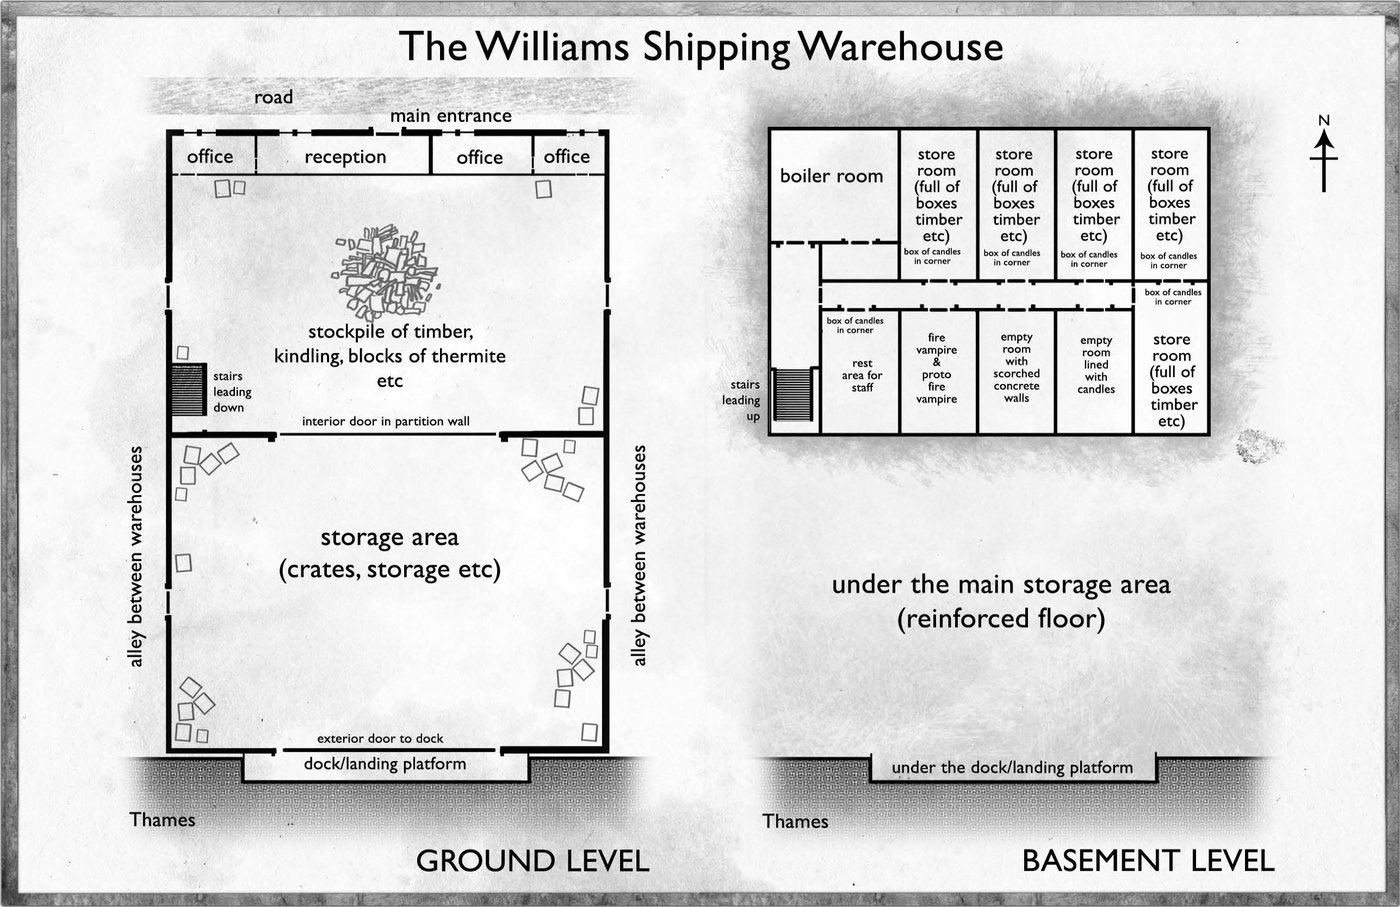 The Williams Shipping Warehouse
road
main entrance
office
reception
office
office
stockpile of timber,
kindling, blocks of thermite
etc
stairs
leading
down
interior door in partition wall
alley between warehouses
alley between warehouses
storage area
(crates, storage etc)
exterior door to dock
dock/landing platform
Thames
GROUND LEVEL
N
boiler room
store
room
(full of
boxes
timber
etc)
box of candles
in corner
store
room
(full of
boxes
timber
etc)
box of candles
in corner
store
room
(full of
boxes
timber
etc)
box of candles
in corner
store
room
(full of
boxes
timber
etc)
box of candles
in corner
stairs
leading
up
box of candles
in corner
rest
area for
staff
fire
vampire
&
proto
fire
vampire
empty
room
with
scorched
concrete
walls
empty
room
lined
with
candles
box of candles
in corner
store
room
(full of
boxes
timber
etc)
under the main storage area
(reinforced floor)
under the dock/landing platform
Thames
BASEMENT LEVEL